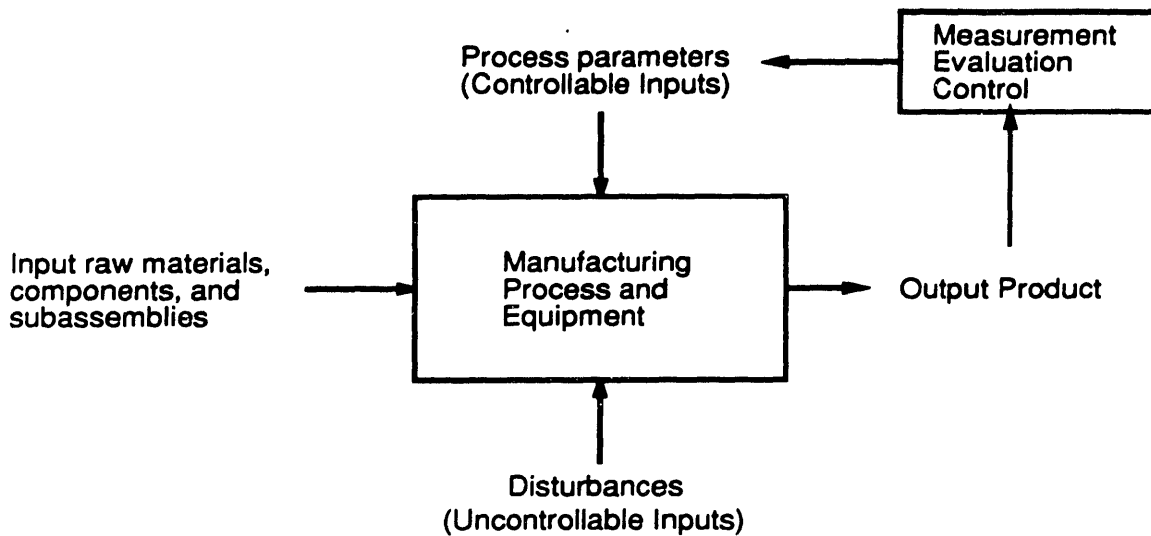 Process parameters
(Controllable Inputs)
Measurement
Evaluation
Control
Input raw materials,
components, and
subassemblies
Manufacturing
Process and
Equipment
Output Product
Disturbances
(Uncontrollable Inputs)